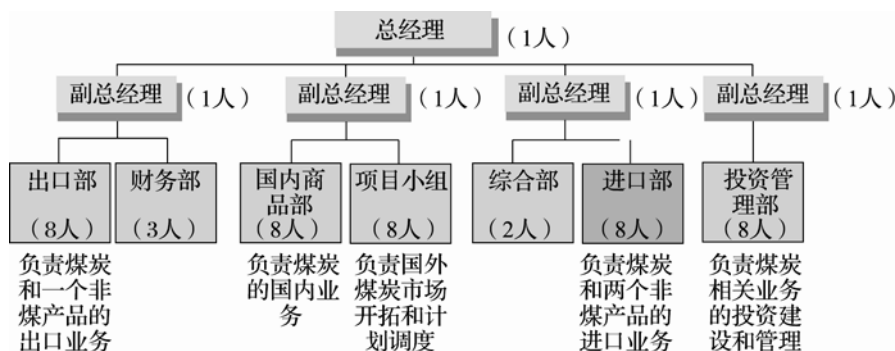 总经理
（1人）
副总经理
（1人）
副总经理
（1人）
副总经理
（1人）
副总经理
（1人）
出口部
（8人）
财务部
（3人）
国内商
品部
（8人）
项目小组
（8人）
综合部
（2人）
进口部
（8人）
投资管
理部
（8人）
负责煤炭
和一个非
煤产品的
出口业务
负责煤炭
的国内业
务
负责国外
煤炭市场
开拓和计
划调度
负责煤炭
和两个非
煤产品的
进口业务
负责煤炭
相关业务
的投资建
设和管理